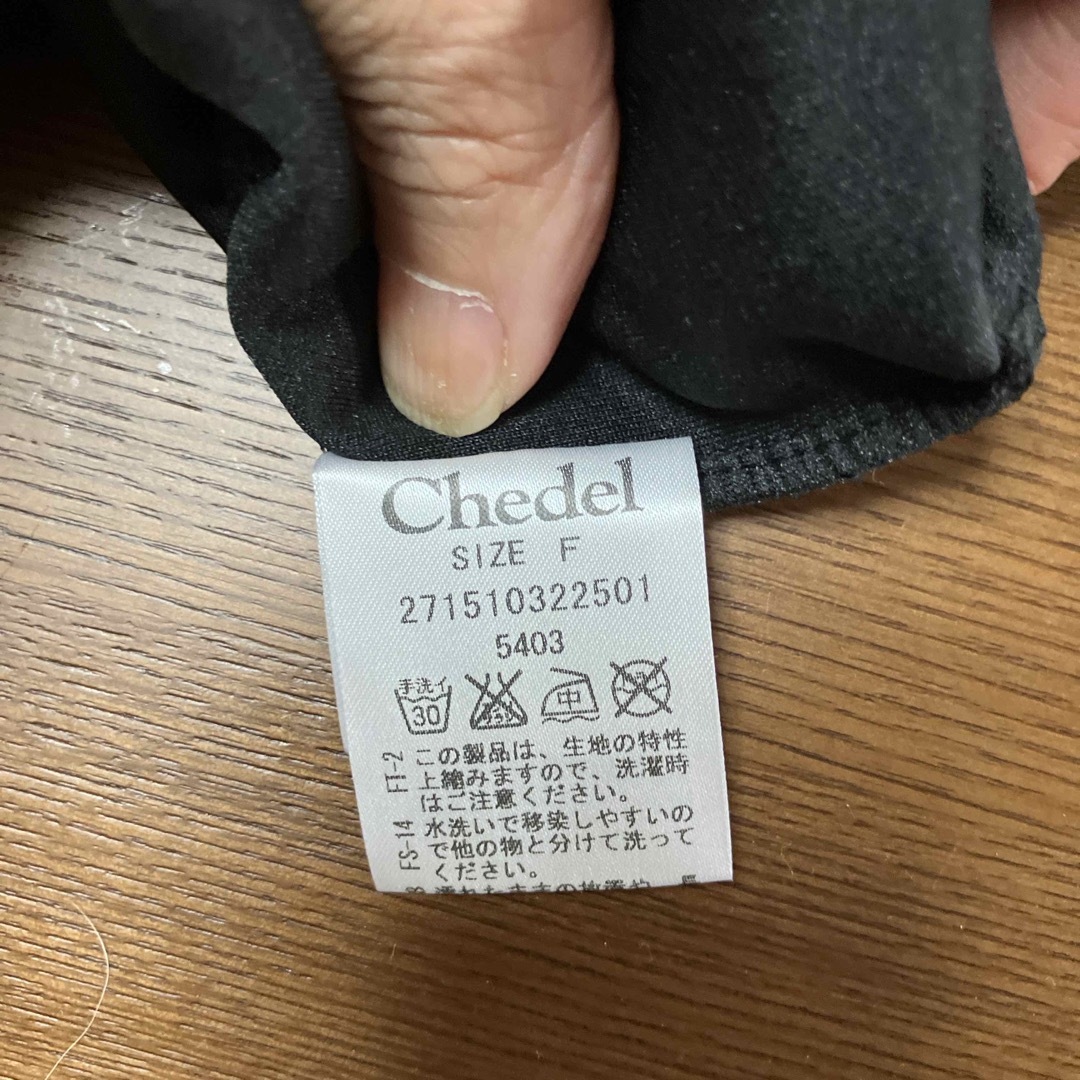 Chedel
SIZE F
271510322501
5403
手洗イ
30
中
FT-2 この製品は、生地の特性
上縮みますので、洗濯時
はご注意ください。
FS-14 水洗いで移染しやすいの
で他の物と分けて洗って
ください。